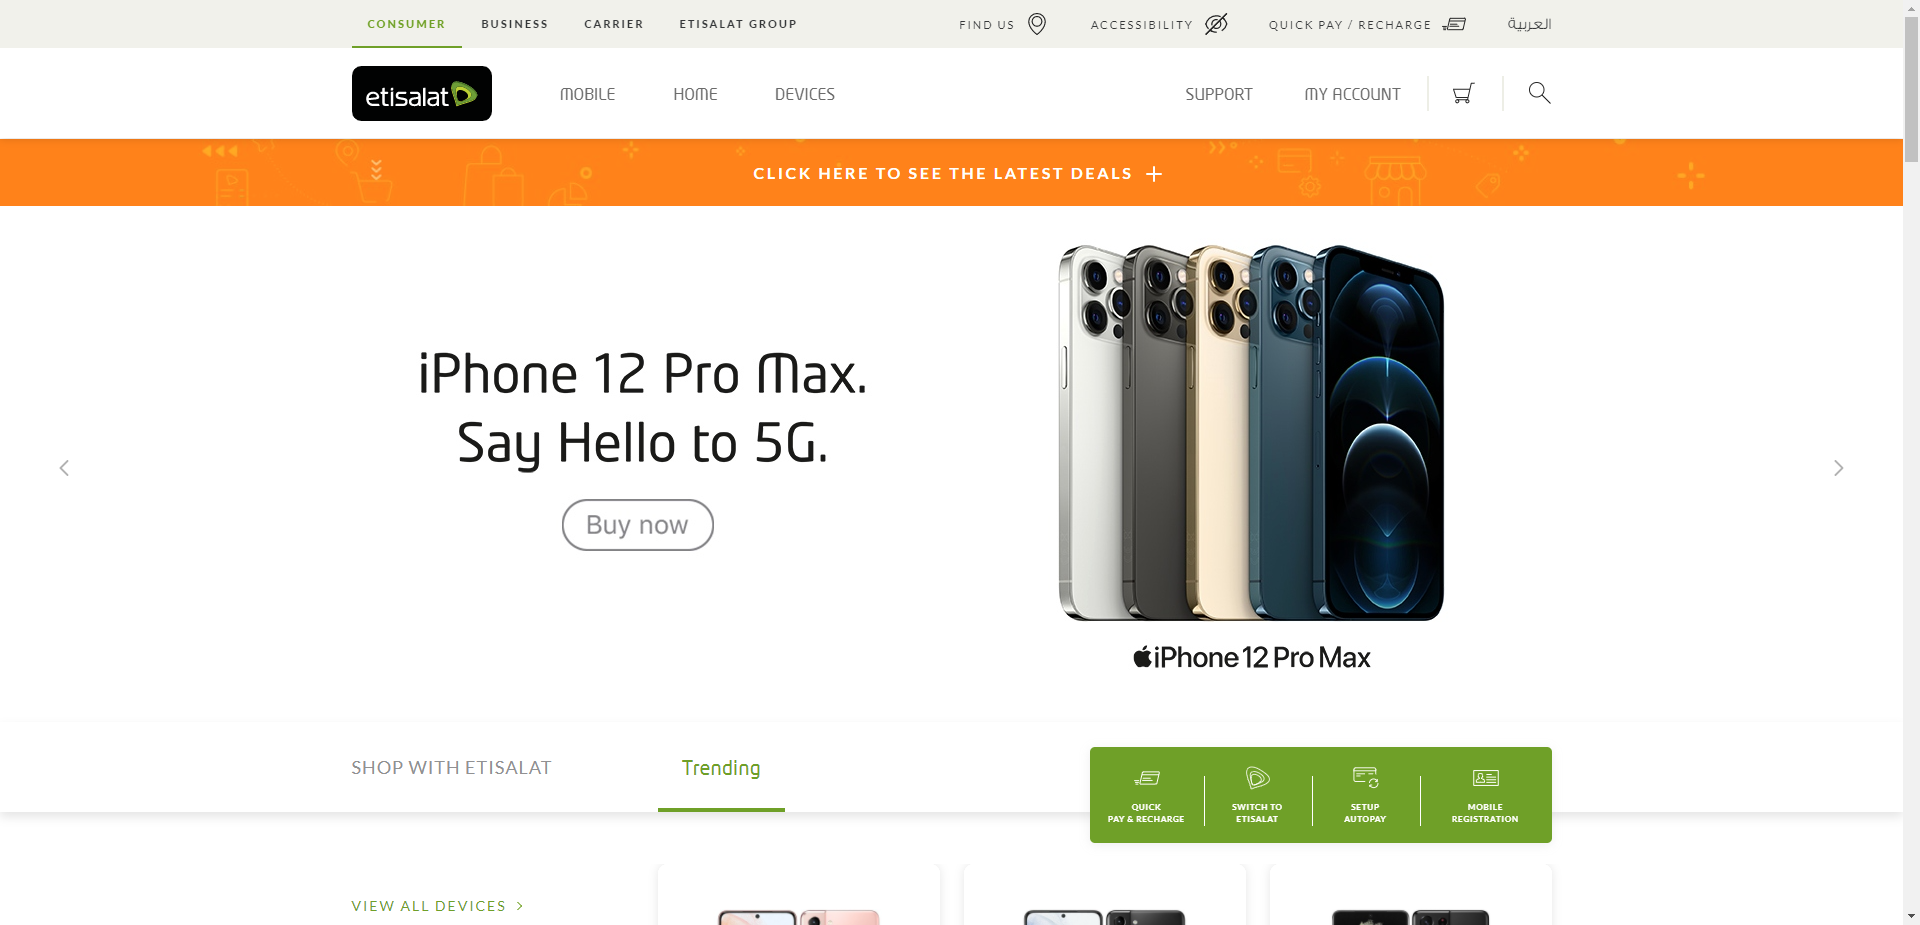 CONSUMER BUSINESS CARRIER ETISALAT GROUP FIND US ACCESSIBILITY QUICK PAY / RECHARGE العربية
etisalat MOBILE HOME DEVICES SUPPORT MY ACCOUNT
CLICK HERE TO SEE THE LATEST DEALS
iPhone 12 Pro Max.
Say Hello to 5G.
Buy now
iPhone 12 Pro Max
SHOP WITH ETISALAT Trending
QUICK
PAY & RECHARGE
SWITCH TO
ETISALAT
SETUP
AUTOPAY
MOBILE
REGISTRATION
VIEW ALL DEVICES